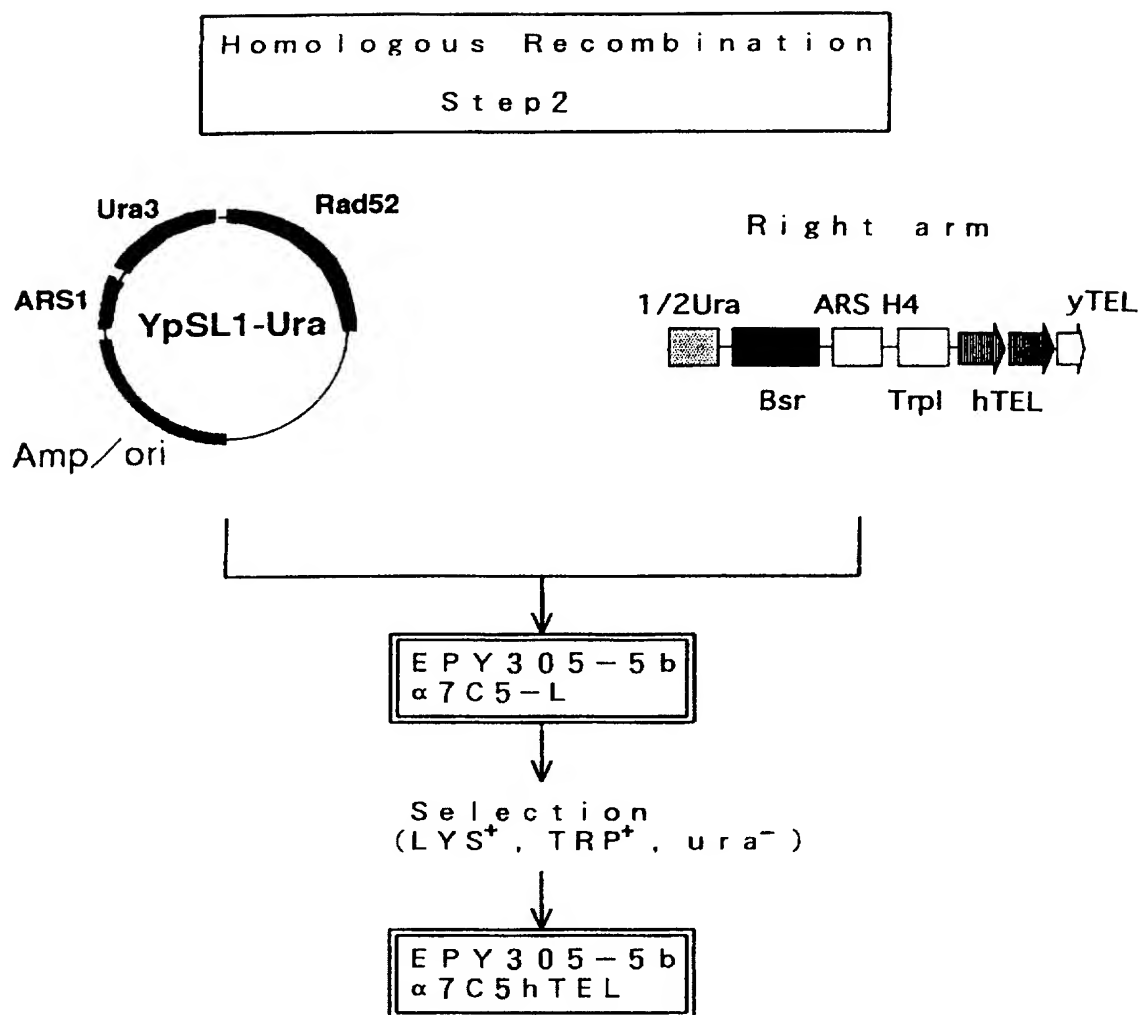 Homologous Recombination
Step2
Ura3
Rad52
ARS1
YpSL1-Ura
Amp/ori
Right arm
1/2Ura
ARS H4
yTEL
Bsr
TrpI
hTEL
EPY305-5b
α7C5-L
Selection
(LYS⁺, TRP⁺, ura⁻)
EPY305-5b
α7C5hTEL